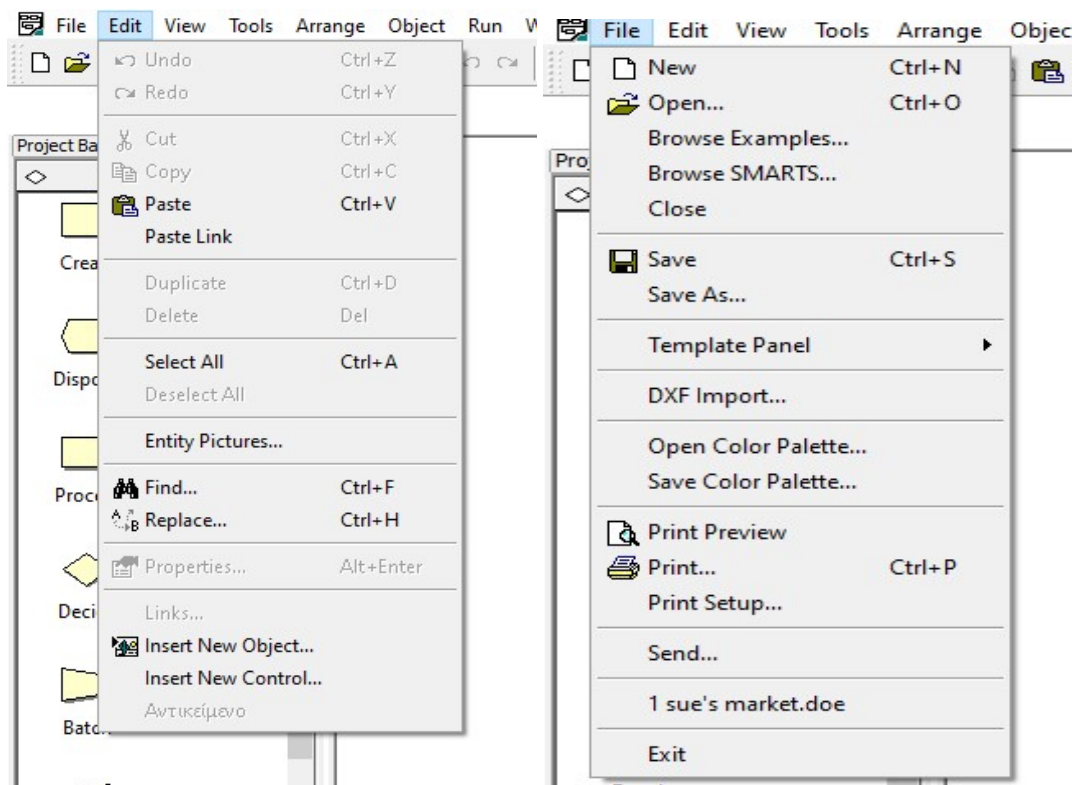 File Edit View Tools Arrange Object Run
Undo Ctrl+Z
Redo Ctrl+Y
Cut Ctrl+X
Copy Ctrl+C
Paste Ctrl+V
Paste Link
Duplicate Ctrl+D
Delete Del
Select All Ctrl+A
Deselect All
Entity Pictures...
Find... Ctrl+F
Replace... Ctrl+H
Properties... Alt+Enter
Links...
Insert New Object...
Insert New Control...
Αντικείμενο
Project Ba
Crea
Dispo
Proce
Deci
Batc
File Edit View Tools Arrange Objec
New Ctrl+N
Open... Ctrl+O
Browse Examples...
Browse SMARTS...
Close
Save Ctrl+S
Save As...
Template Panel
DXF Import...
Open Color Palette...
Save Color Palette...
Print Preview
Print... Ctrl+P
Print Setup...
Send...
1 sue's market.doe
Exit
Proj